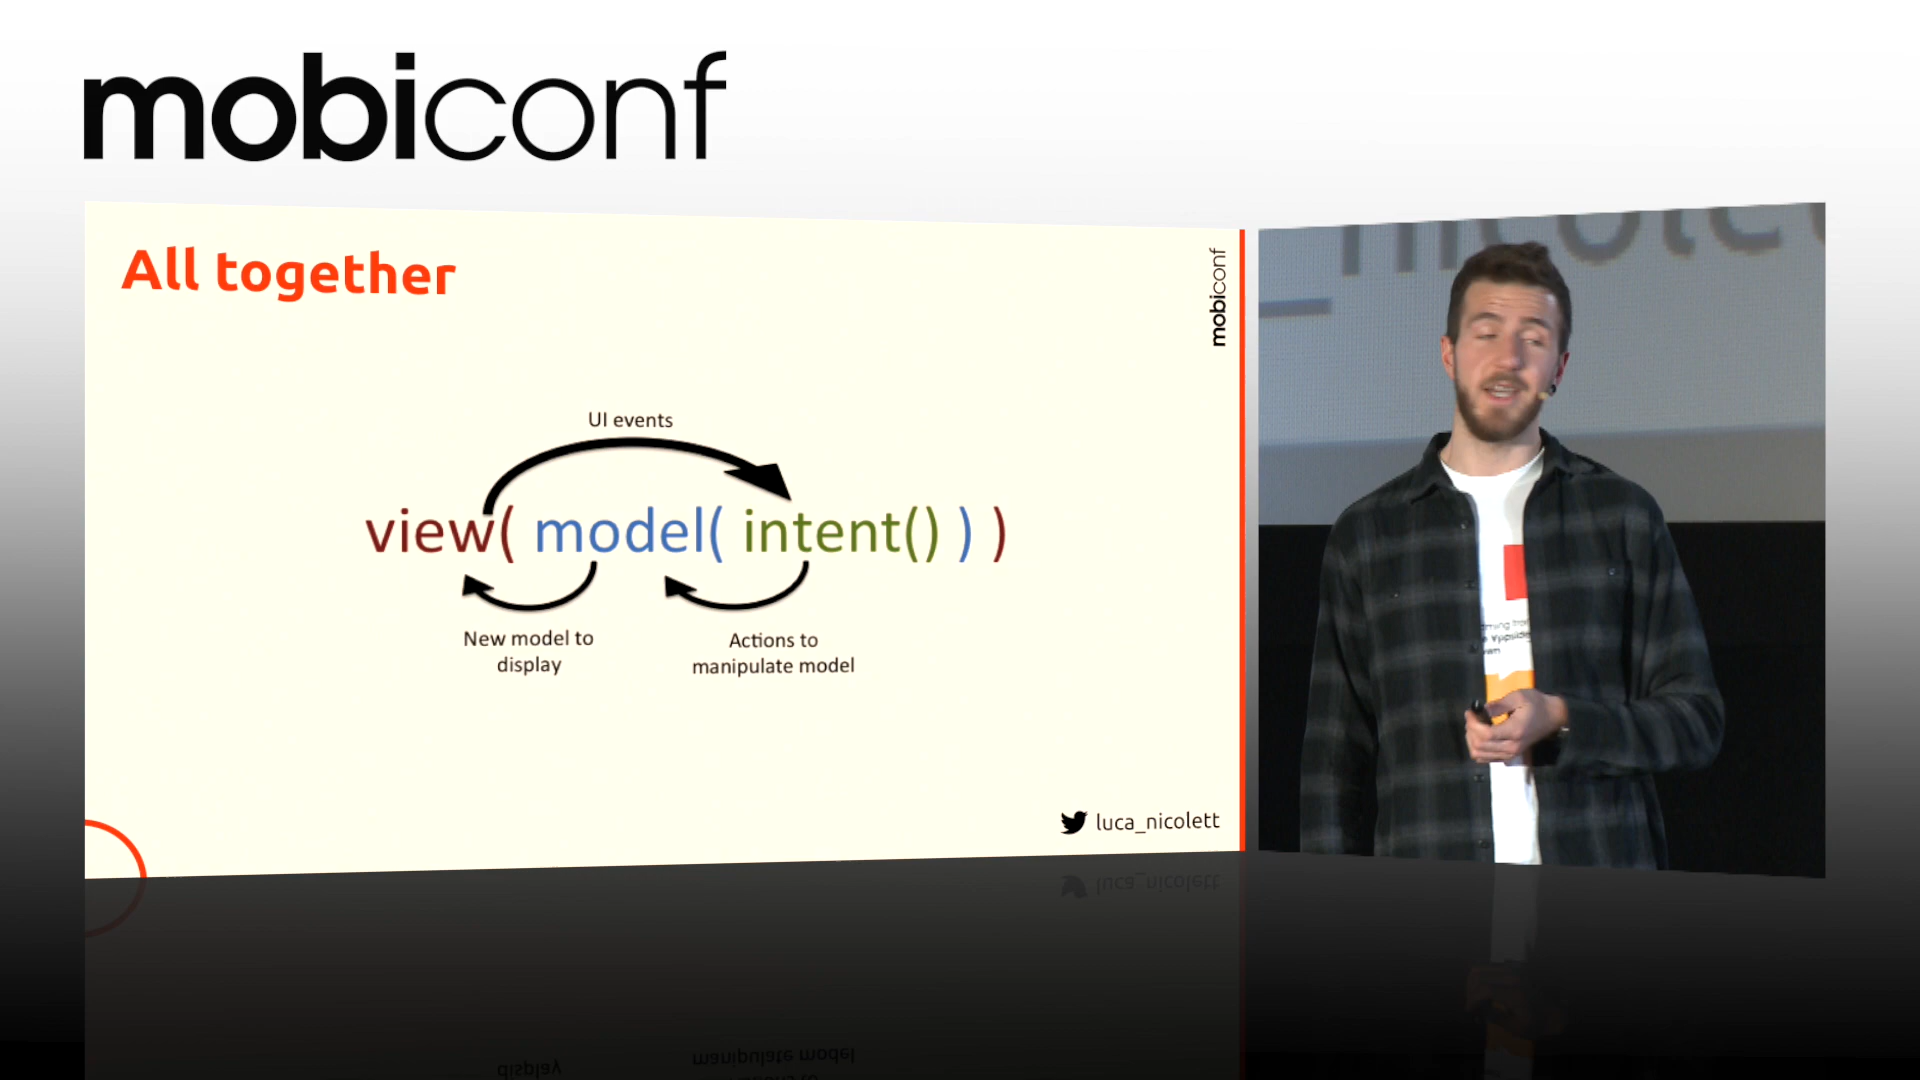 mobiconf
All together
mobiconf
UI events
view( model( intent() ) )
New model to
display
Actions to
manipulate model
luca_nicolett